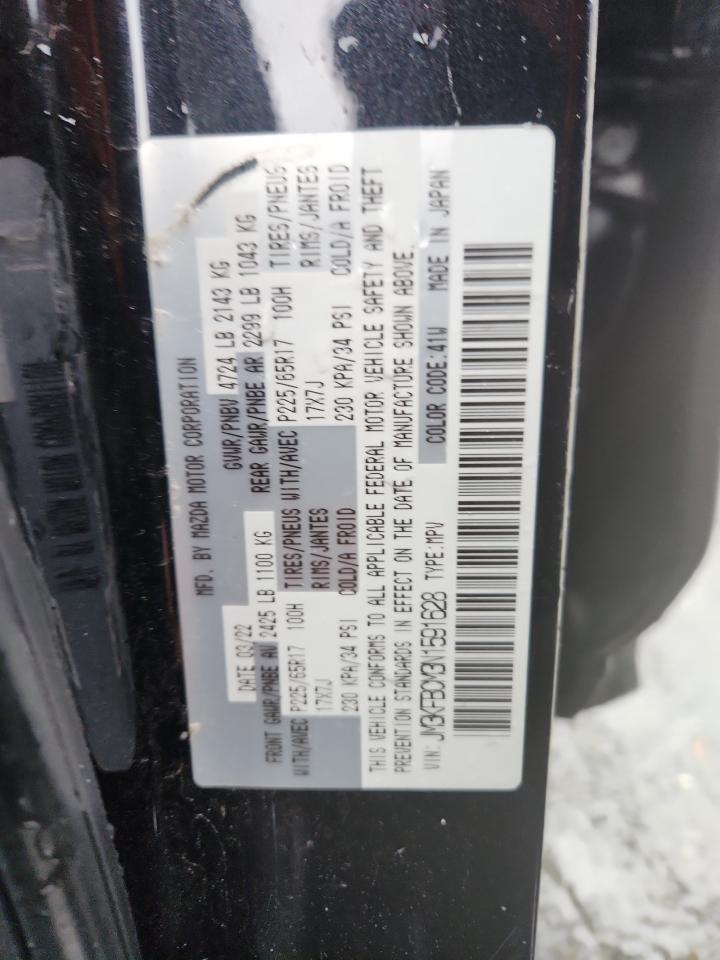 MFD. BY MAZDA MOTOR CORPORATION
DATE 03/22 GVWR/PNBV 4724 LB 2143 KG
FRONT GAWR/PNBE AV 2425 LB 1100 KG REAR GAWR/PNBE AR 2299 LB 1043 KG
WITH/AVEC P225/65R17 100H TIRES/PNEUS WITH/AVEC P225/65R17 100H TIRES/PNEUS
17X7J RIMS/JANTES 17X7J RIMS/JANTES
230 KPA/34 PSI COLD/A FROID 230 KPA/34 PSI COLD/A FROID
THIS VEHICLE CONFORMS TO ALL APPLICABLE FEDERAL MOTOR VEHICLE SAFETY AND THEFT
PREVENTION STANDARDS IN EFFECT ON THE DATE OF MANUFACTURE SHOWN ABOVE.
VIN: JM3KFBCM3N1591628 TYPE:MPV COLOR CODE:41W MADE IN JAPAN